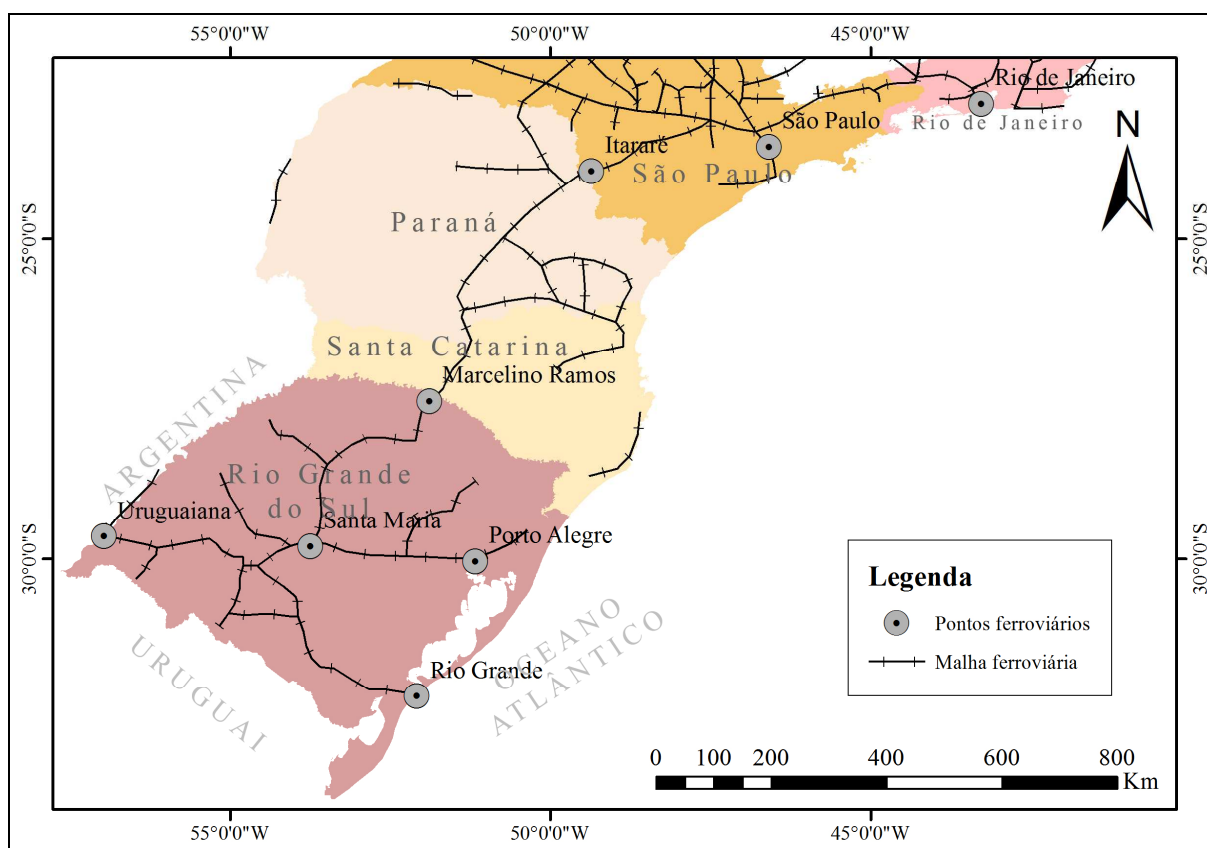 55°0'0"W
50°0'0"W
45°0'0"W
Rio de Janeiro
Rio de Janeiro
São Paulo
Itararé
São Paulo
N
Paraná
25°0'0"S
25°0'0"S
Santa Catarina
Marcelino Ramos
ARGENTINA
Rio Grande
do Sul
Uruguaiana
Santa Maria
Porto Alegre
30°0'0"S
30°0'0"S
Legenda
Pontos ferroviários
Malha ferroviária
URUGUAI
OCEANO
ATLÂNTICO
Rio Grande
0 100 200 400 600 800
Km
55°0'0"W
50°0'0"W
45°0'0"W